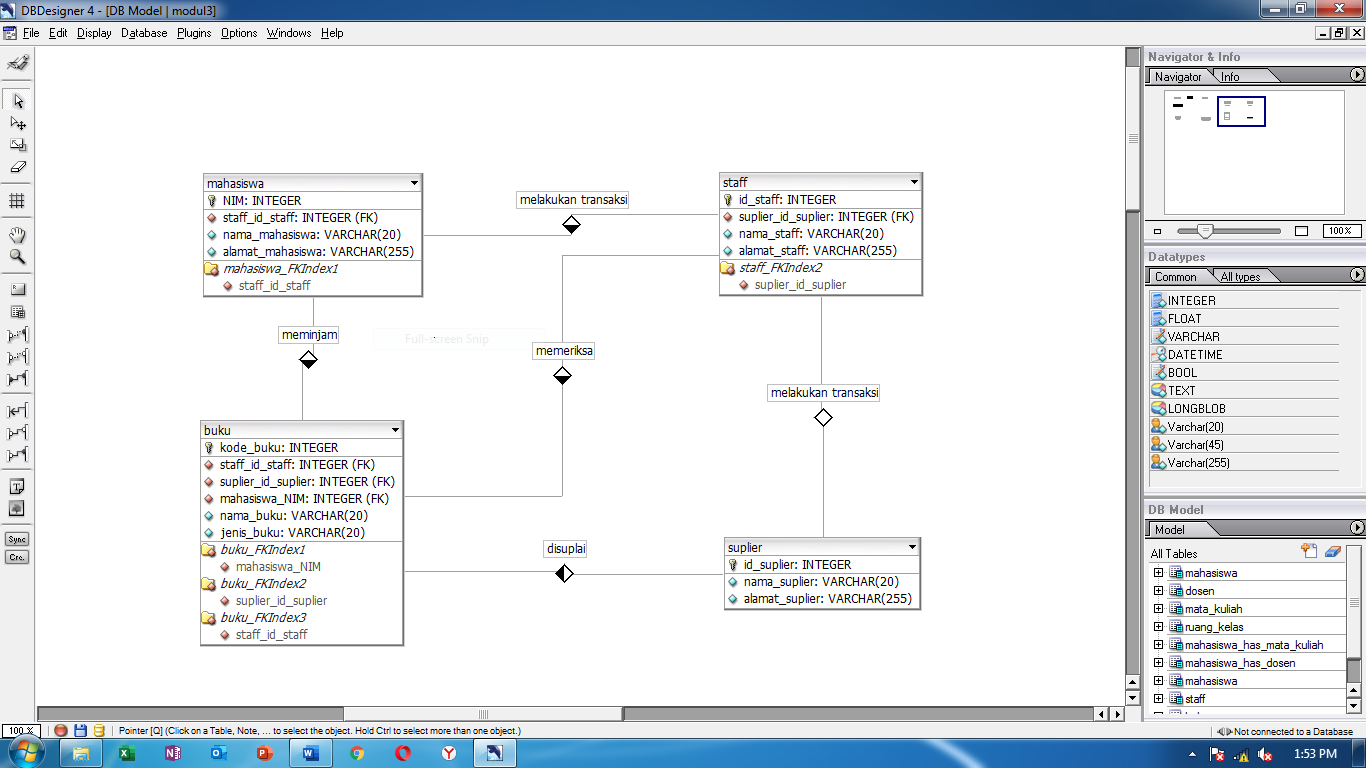 DBDesigner 4 - [DB Model | modul3]
File Edit Display Database Plugins Options Windows Help
Navigator & Info
Navigator Info
100%
Datatypes
Common All types
INTEGER
FLOAT
VARCHAR
DATETIME
BOOL
TEXT
LONGBLOB
Varchar(20)
Varchar(45)
Varchar(255)
DB Model
Model
All Tables
mahasiswa
dosen
mata_kuliah
ruang_kelas
mahasiswa_has_mata_kuliah
mahasiswa_has_dosen
mahasiswa
staff
mahasiswa
NIM: INTEGER
staff_id_staff: INTEGER (FK)
nama_mahasiswa: VARCHAR(20)
alamat_mahasiswa: VARCHAR(255)
mahasiswa_FKIndex1
staff_id_staff
melakukan transaksi
staff
id_staff: INTEGER
suplier_id_suplier: INTEGER (FK)
nama_staff: VARCHAR(20)
alamat_staff: VARCHAR(255)
staff_FKIndex2
suplier_id_suplier
meminjam
Full-screen Snip
memeriksa
melakukan transaksi
buku
kode_buku: INTEGER
staff_id_staff: INTEGER (FK)
suplier_id_suplier: INTEGER (FK)
mahasiswa_NIM: INTEGER (FK)
nama_buku: VARCHAR(20)
jenis_buku: VARCHAR(20)
buku_FKIndex1
mahasiswa_NIM
buku_FKIndex2
suplier_id_suplier
buku_FKIndex3
staff_id_staff
disuplai
suplier
id_suplier: INTEGER
nama_suplier: VARCHAR(20)
alamat_suplier: VARCHAR(255)
Sync
Cnc.
100 %
Pointer [Q] (Click on a Table, Note, ... to select the object. Hold Ctrl to select more than one object.)
Not connected to a Database
1:53 PM